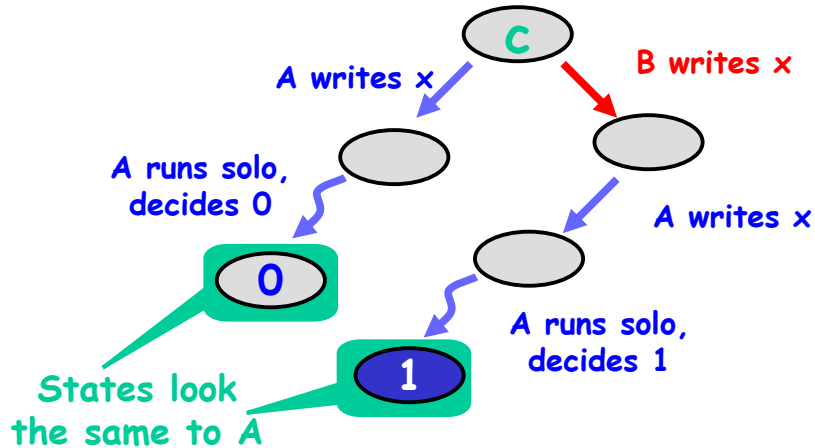 c
B writes x
A writes x
A runs solo,
decides 0
A writes x
0
A runs solo,
decides 1
1
States look
the same to A